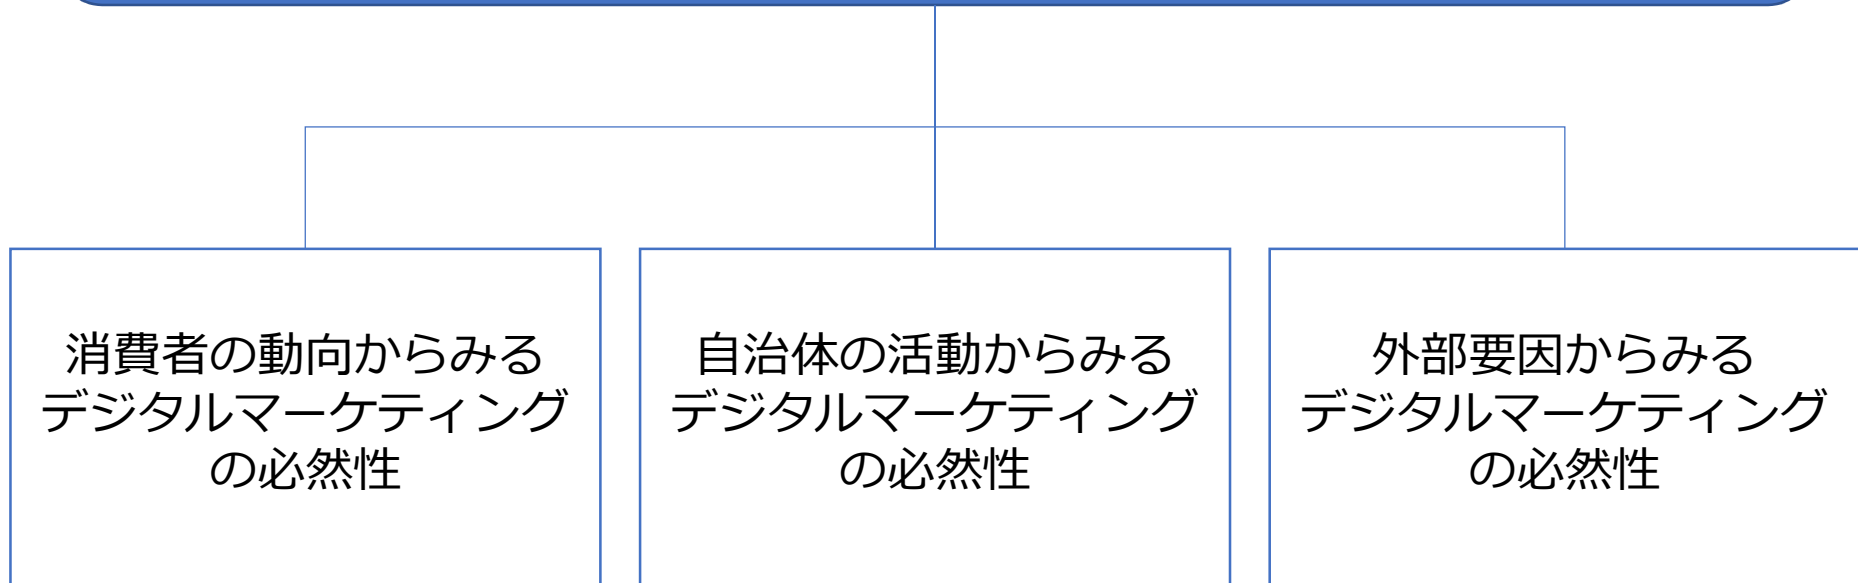 消費者の動向からみる
デジタルマーケティング
の必然性
自治体の活動からみる
デジタルマーケティング
の必然性
外部要因からみる
デジタルマーケティング
の必然性